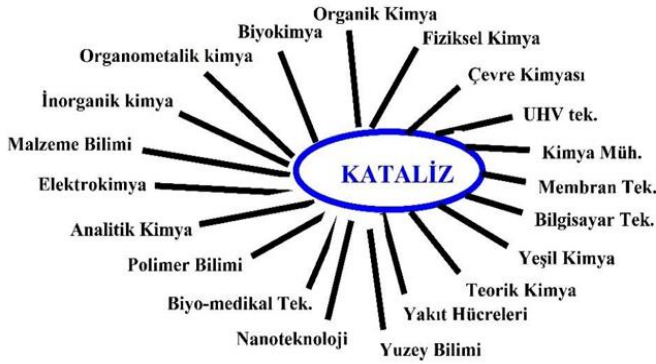 Organik Kimya
Biyokimya
Fiziksel Kimya
Organometalik kimya
Çevre Kimyası
İnorganik kimya
UHV tek.
Malzeme Bilimi
Kimya Müh.
KATALİZ
Elektrokimya
Membran Tek.
Analitik Kimya
Bilgisayar Tek.
Polimer Bilimi
Yeşil Kimya
Biyo-medikal Tek.
Teorik Kimya
Nanoteknoloji
Yakıt Hücreleri
Yuzey Bilimi